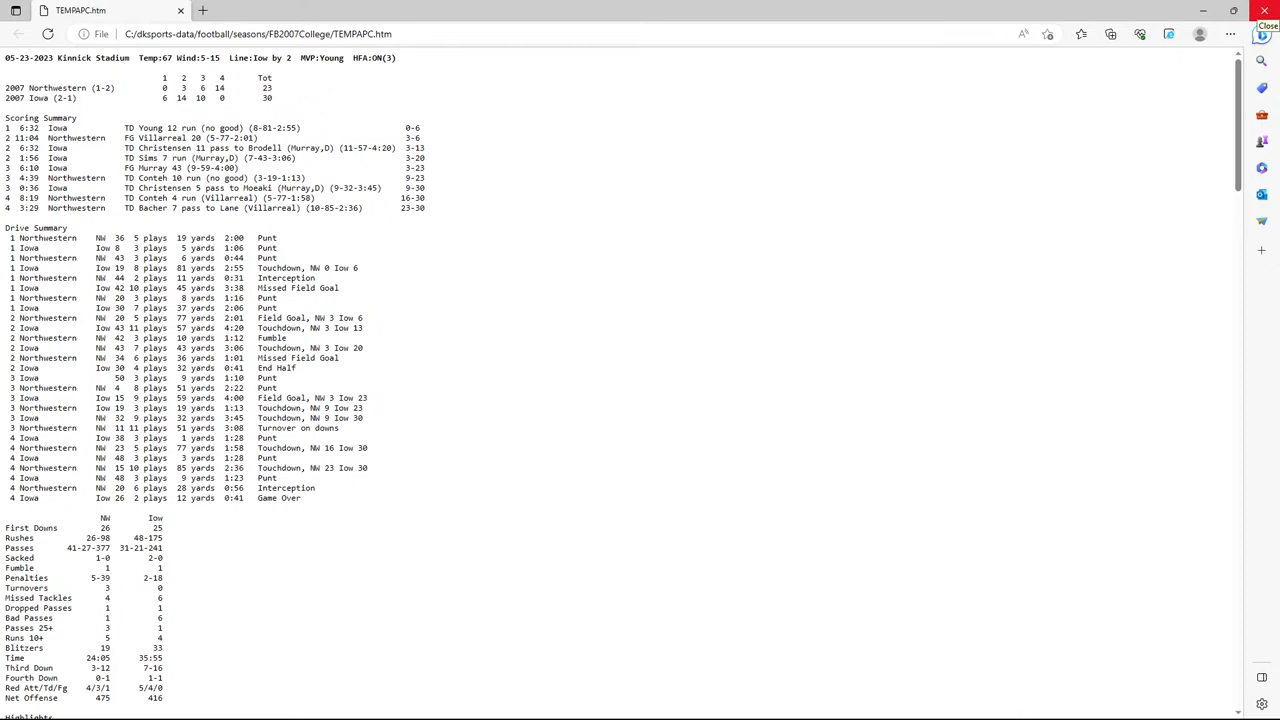 TEMPAPC.htm
Close
File C:/dksports-data/football/seasons/FB2007College/TEMPAPC.htm
05-23-2023 Kinnick Stadium Temp:67 Wind:5-15 Line:Iow by 2 MVP:Young HFA:ON(3)
1 2 3 4 Tot
2007 Northwestern (1-2) 0 3 6 14 23
2007 Iowa (2-1) 6 14 10 0 30
Scoring Summary
1 6:32 Iowa TD Young 12 run (no good) (8-81-2:55) 0-6
2 11:04 Northwestern FG Villarreal 20 (5-77-2:01) 3-6
2 6:32 Iowa TD Christensen 11 pass to Brodell (Murray,D) (11-57-4:20) 3-13
2 1:56 Iowa TD Sims 7 run (Murray,D) (7-43-3:06) 3-20
3 6:10 Iowa FG Murray 43 (9-59-4:00) 3-23
3 4:39 Northwestern TD Conteh 10 run (no good) (3-19-1:13) 9-23
3 0:36 Iowa TD Christensen 5 pass to Moeaki (Murray,D) (9-32-3:45) 9-30
4 8:19 Northwestern TD Conteh 4 run (Villarreal) (5-77-1:58) 16-30
4 3:29 Northwestern TD Bacher 7 pass to Lane (Villarreal) (10-85-2:36) 23-30
Drive Summary
1 Northwestern NW 36 5 plays 19 yards 2:00 Punt
1 Iowa Iow 8 3 plays 5 yards 1:06 Punt
1 Northwestern NW 43 3 plays 6 yards 0:44 Punt
1 Iowa Iow 19 8 plays 81 yards 2:55 Touchdown, NW 0 Iow 6
1 Northwestern NW 44 2 plays 11 yards 0:31 Interception
1 Iowa Iow 42 10 plays 45 yards 3:38 Missed Field Goal
1 Northwestern NW 20 3 plays 8 yards 1:16 Punt
1 Iowa Iow 30 7 plays 37 yards 2:06 Punt
2 Northwestern NW 20 5 plays 77 yards 2:01 Field Goal, NW 3 Iow 6
2 Iowa Iow 43 11 plays 57 yards 4:20 Touchdown, NW 3 Iow 13
2 Northwestern NW 42 3 plays 10 yards 1:12 Fumble
2 Iowa NW 43 7 plays 43 yards 3:06 Touchdown, NW 3 Iow 20
2 Northwestern NW 34 6 plays 36 yards 1:01 Missed Field Goal
2 Iowa Iow 30 4 plays 32 yards 0:41 End Half
3 Iowa 50 3 plays 9 yards 1:10 Punt
3 Northwestern NW 4 8 plays 51 yards 2:22 Punt
3 Iowa Iow 15 9 plays 59 yards 4:00 Field Goal, NW 3 Iow 23
3 Northwestern Iow 19 3 plays 19 yards 1:13 Touchdown, NW 9 Iow 23
3 Iowa NW 32 9 plays 32 yards 3:45 Touchdown, NW 9 Iow 30
3 Northwestern NW 11 11 plays 51 yards 3:08 Turnover on downs
4 Iowa Iow 38 3 plays 1 yards 1:28 Punt
4 Northwestern NW 23 5 plays 77 yards 1:58 Touchdown, NW 16 Iow 30
4 Iowa NW 48 3 plays 3 yards 1:28 Punt
4 Northwestern NW 15 10 plays 85 yards 2:36 Touchdown, NW 23 Iow 30
4 Iowa NW 48 3 plays 9 yards 1:23 Punt
4 Northwestern NW 20 6 plays 28 yards 0:56 Interception
4 Iowa Iow 26 2 plays 12 yards 0:41 Game Over
NW Iow
First Downs 26 25
Rushes 26-98 48-175
Passes 41-27-377 31-21-241
Sacked 1-0 2-0
Fumble 1 1
Penalties 5-39 2-18
Turnovers 3 0
Missed Tackles 4 6
Dropped Passes 1 1
Bad Passes 1 6
Passes 25+ 3 1
Runs 10+ 5 4
Blitzers 19 33
Time 24:05 35:55
Third Down 3-12 7-16
Fourth Down 0-1 1-1
Red Att/Td/Fg 4/3/1 5/4/0
Net Offense 475 416
Highlights